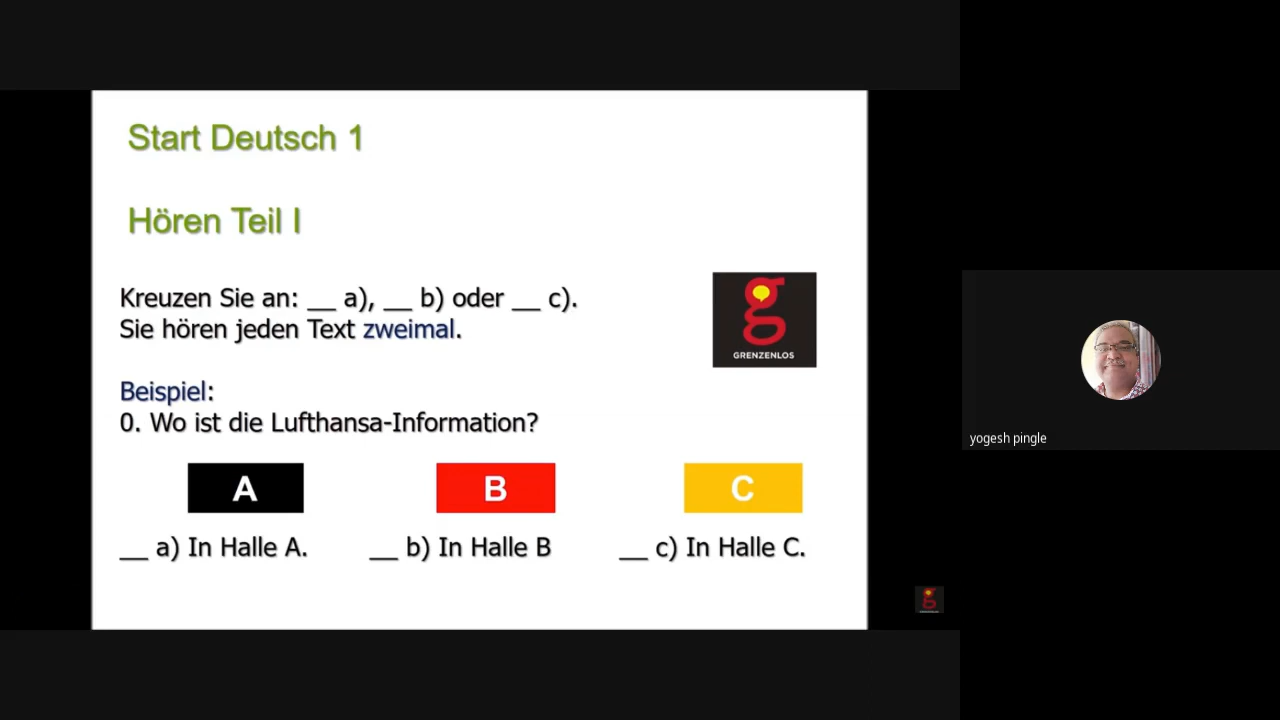 Start Deutsch 1
Hören Teil I
Kreuzen Sie an: __ a), __ b) oder __ c).
Sie hören jeden Text zweimal.
GRENZENLOS
Beispiel:
0. Wo ist die Lufthansa-Information?
A
B
C
__ a) In Halle A.
__ b) In Halle B
__ c) In Halle C.
yogesh pingle